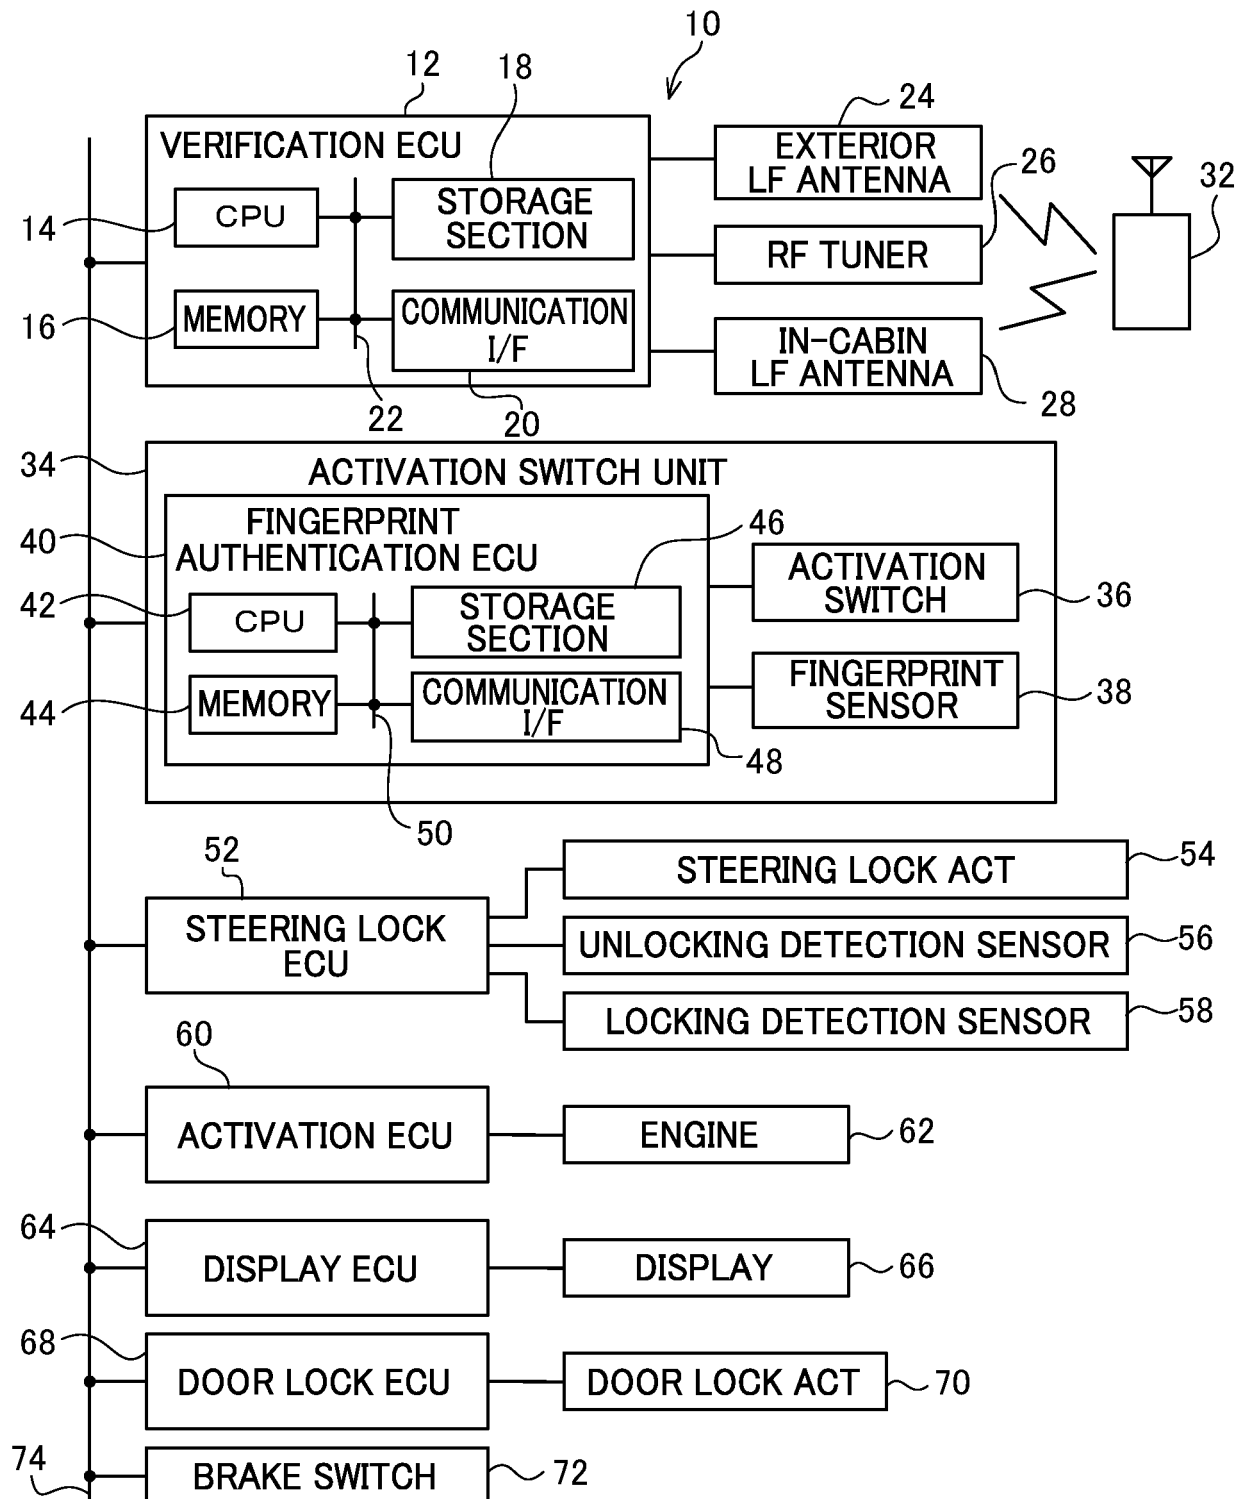 10
12
18
24
VERIFICATION ECU
EXTERIOR
LF ANTENNA
26
32
14
CPU
STORAGE
SECTION
RF TUNER
16
MEMORY
COMMUNICATION
I/F
IN-CABIN
LF ANTENNA
22
20
28
34
ACTIVATION SWITCH UNIT
40
FINGERPRINT
AUTHENTICATION ECU
46
ACTIVATION
SWITCH
36
42
CPU
STORAGE
SECTION
44
MEMORY
COMMUNICATION
I/F
FINGERPRINT
SENSOR
38
48
50
52
STEERING LOCK ACT
54
STEERING LOCK
ECU
UNLOCKING DETECTION SENSOR
56
LOCKING DETECTION SENSOR
58
60
ACTIVATION ECU
ENGINE
62
64
DISPLAY ECU
DISPLAY
66
68
DOOR LOCK ECU
DOOR LOCK ACT
70
74
BRAKE SWITCH
72